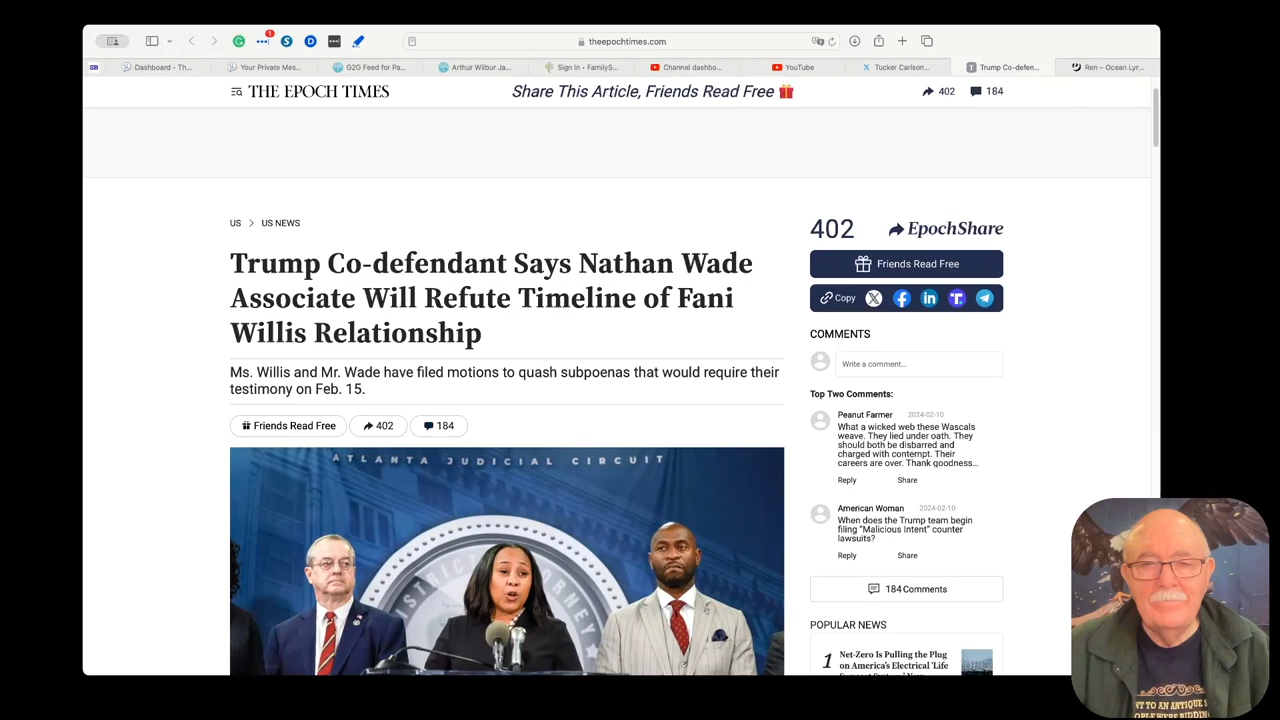 1
theepochtimes.com
SB
Dashboard - Th...
Your Private Mes...
G2G Feed for Pa...
Arthur Wilbur Ja...
Sign In • FamilyS...
Channel dashbo...
YouTube
Tucker Carlson...
Trump Co-defen...
Ren – Ocean Lyr...
THE EPOCH TIMES
Share This Article, Friends Read Free
402
184
US > US NEWS
Trump Co-defendant Says Nathan Wade
Associate Will Refute Timeline of Fani
Willis Relationship
Ms. Willis and Mr. Wade have filed motions to quash subpoenas that would require their
testimony on Feb. 15.
Friends Read Free
402
184
ATLANTA JUDICIAL CIRCUIT
402
EpochShare
Friends Read Free
Copy
COMMENTS
Write a comment...
Top Two Comments:
Peanut Farmer 2024-02-10
What a wicked web these Wascals
weave. They lied under oath. They
should both be disbarred and
charged with contempt. Their
careers are over. Thank goodness...
Reply Share
American Woman 2024-02-10
When does the Trump team begin
filing "Malicious Intent" counter
lawsuits?
Reply Share
184 Comments
POPULAR NEWS
1
Net-Zero Is Pulling the Plug
on America's Electrical 'Life
NT TO AN ANTIQUE S